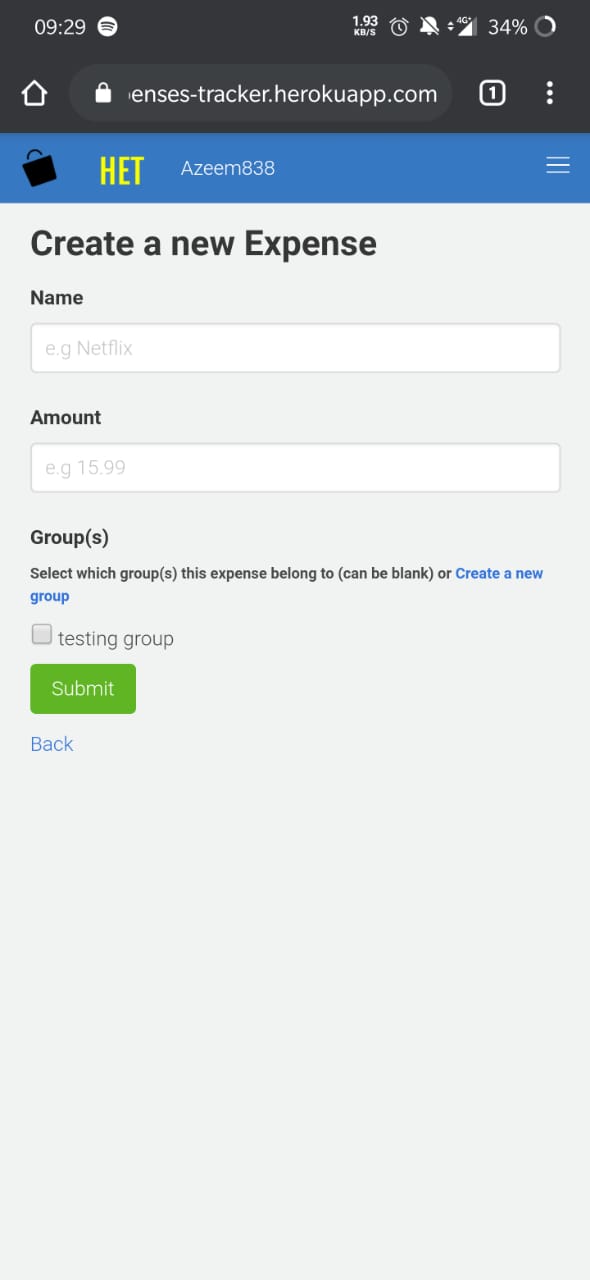 09:29
1.93
KB/S
4G+
34%
enses-tracker.herokuapp.com
1
HET
Azeem838
Create a new Expense
Name
e.g Netflix
Amount
e.g 15.99
Group(s)
Select which group(s) this expense belong to (can be blank) or Create a new
group
testing group
Submit
Back